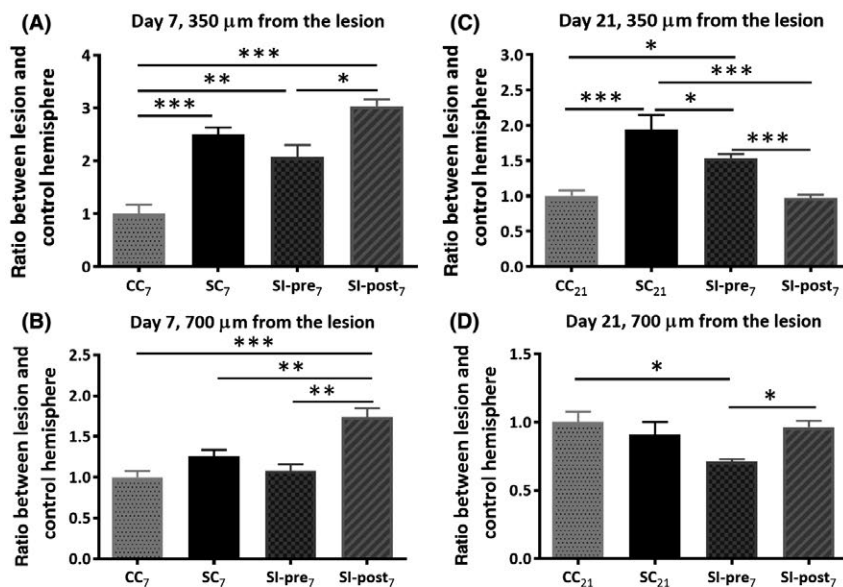 (A)
Day 7, 350 μm from the lesion
Ratio between lesion and
control hemisphere
4
3
2
1
0
***
**
*
***
CC₇
SC₇
SI-pre₇
SI-post₇
(B)
Day 7, 700 μm from the lesion
Ratio between lesion and
control hemisphere
2.5
2.0
1.5
1.0
0.5
0.0
***
**
**
CC₇
SC₇
SI-pre₇
SI-post₇
(C)
Day 21, 350 μm from the lesion
Ratio between lesion and
control hemisphere
3.0
2.5
2.0
1.5
1.0
0.5
0.0
*
***
***
*
***
CC₂₁
SC₂₁
SI-pre₇
SI-post₇
(D)
Day 21, 700 μm from the lesion
Ratio between lesion and
control hemisphere
1.5
1.0
0.5
0.0
*
*
CC₂₁
SC₂₁
SI-pre₇
SI-post₇